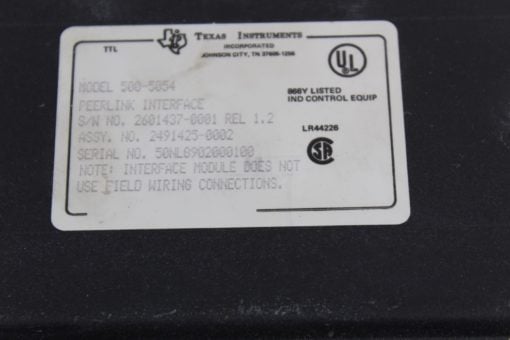 TEXAS INSTRUMENTS
INCORPORATED
JOHNSON CITY, TN 37605-1255
TTL
UL
MODEL 500-5054
PEERLINK INTERFACE
S/W NO. 2601437-0001 REL 1.2
ASSY. NO. 2491425-0002
SERIAL NO. 50NL8902000100
NOTE: INTERFACE MODULE DOES NOT
USE FIELD WIRING CONNECTIONS.
866Y LISTED
IND CONTROL EQUIP
LR44226